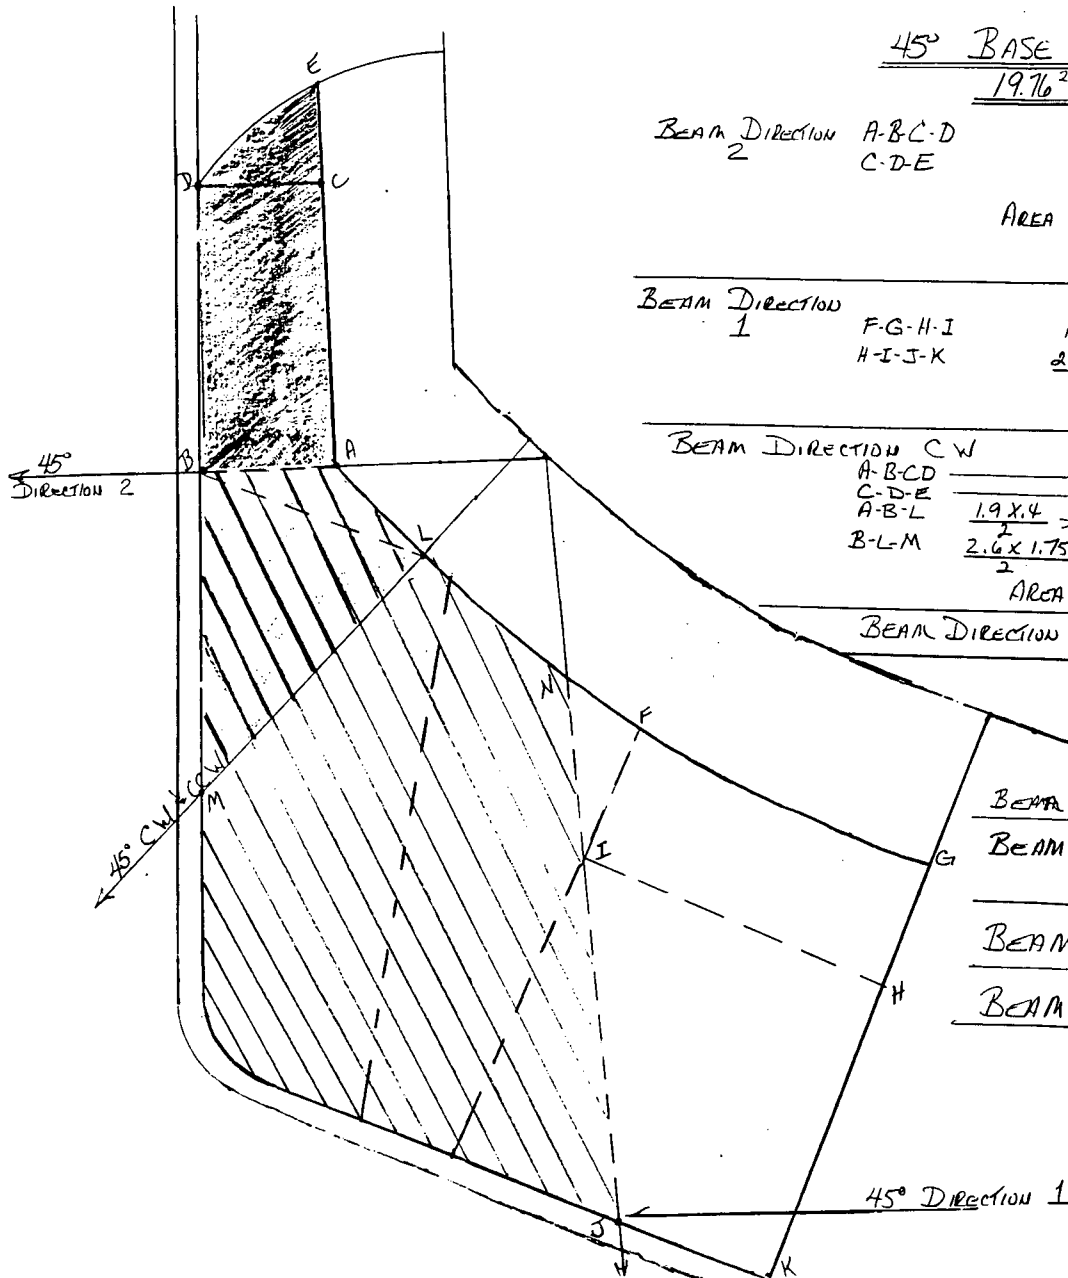 45° BASE
19.76²
BEAM DIRECTION A-B-C-D
2 C-D-E
AREA
BEAM DIRECTION
1 F-G-H-I
H-I-J-K 2
BEAM DIRECTION CW
A-B-CD
C-D-E
A-B-L 1.9 X .4
2
B-L-M 2.6 X 1.75
2
AREA
BEAM DIRECTION
E
D
C
B
A
45°
DIRECTION 2
L
N
F
M
45° CW & CCW
I
G
H
BEAM
BEAM
BEAM
BEAM
45° DIRECTION 1
J
K